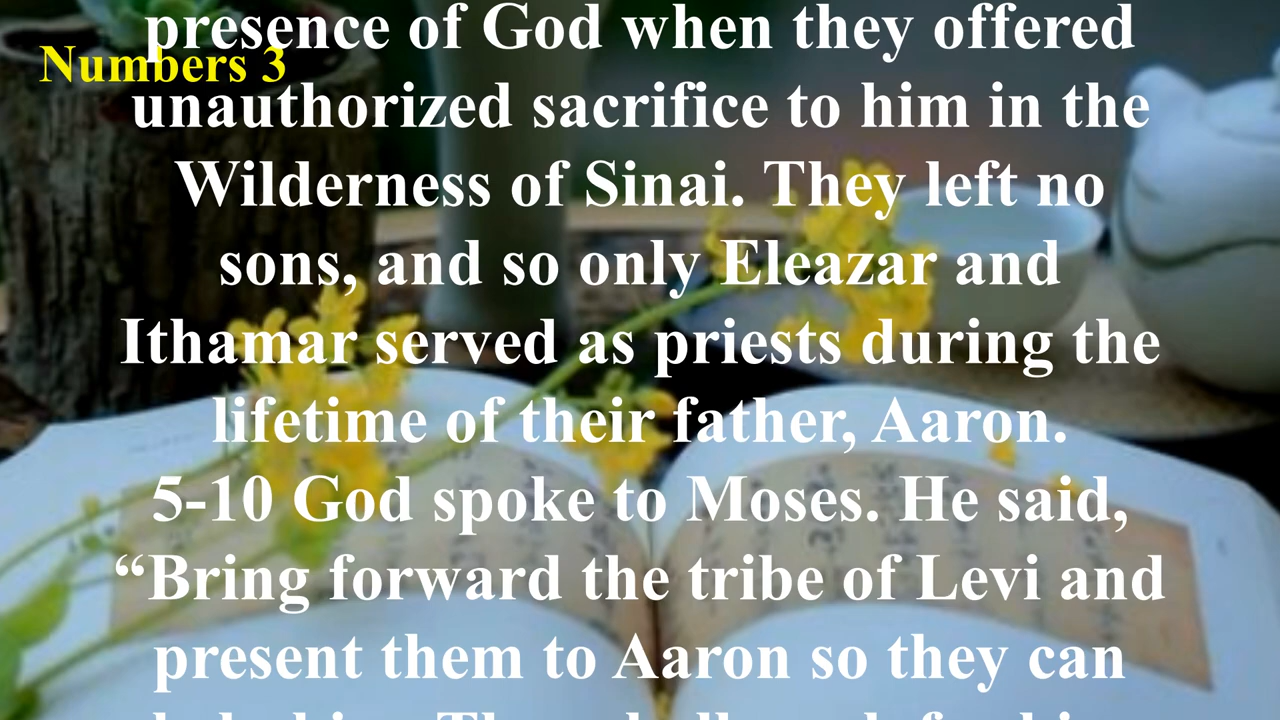 presence of God when they offered
Numbers 3
unauthorized sacrifice to him in the
Wilderness of Sinai. They left no
sons, and so only Eleazar and
Ithamar served as priests during the
lifetime of their father, Aaron.
5-10 God spoke to Moses. He said,
“Bring forward the tribe of Levi and
present them to Aaron so they can